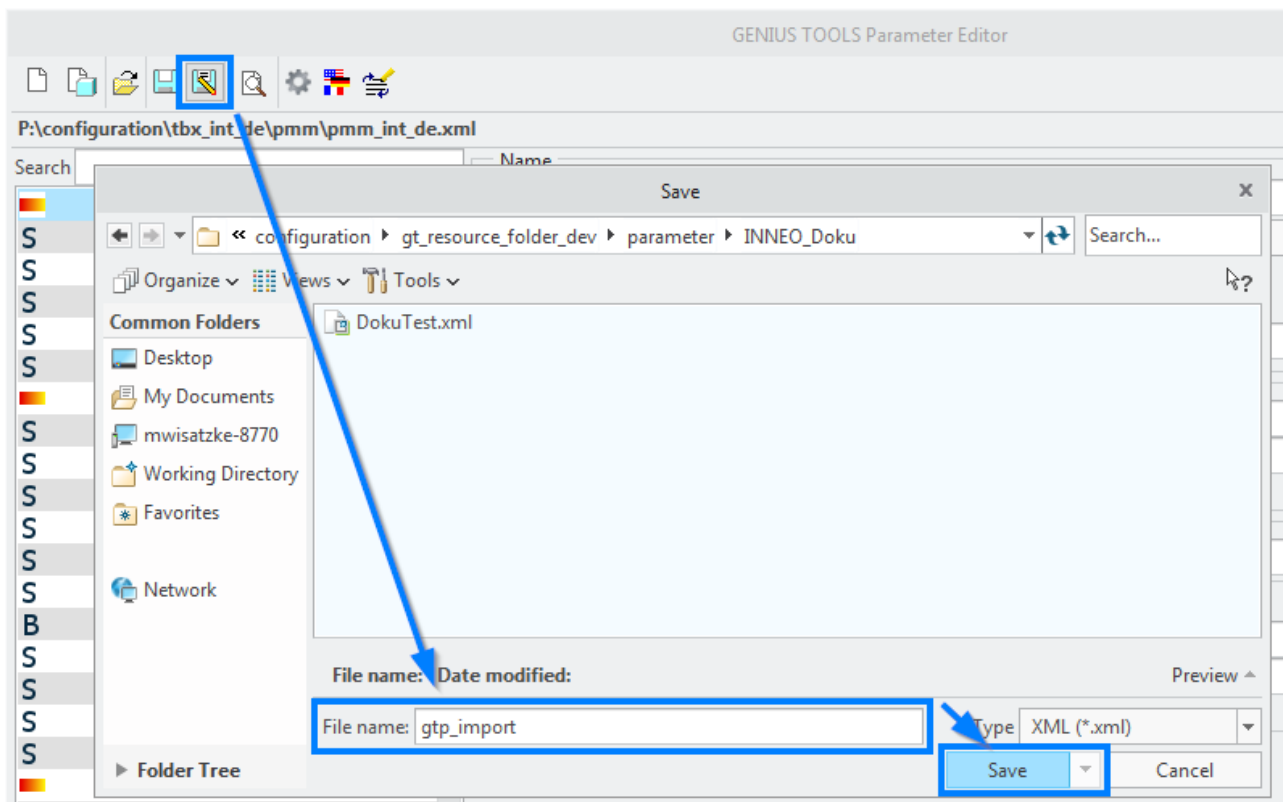 GENIUS TOOLS Parameter Editor
P:\configuration\tbx_int_de\pmm\pmm_int_de.xml
Search
Name
Save
« configuration gt_resource_folder_dev parameter INNEO_Doku Search...
Organize Views Tools
Common Folders
DokuTest.xml
Desktop
My Documents
mwisatzke-8770
Working Directory
Favorites
Network
File name: Date modified: Preview
File name: gtp_import Type XML (*.xml)
Folder Tree
Save Cancel
S
S
S
S
S
S
S
S
S
S
S
B
S
S
S
S